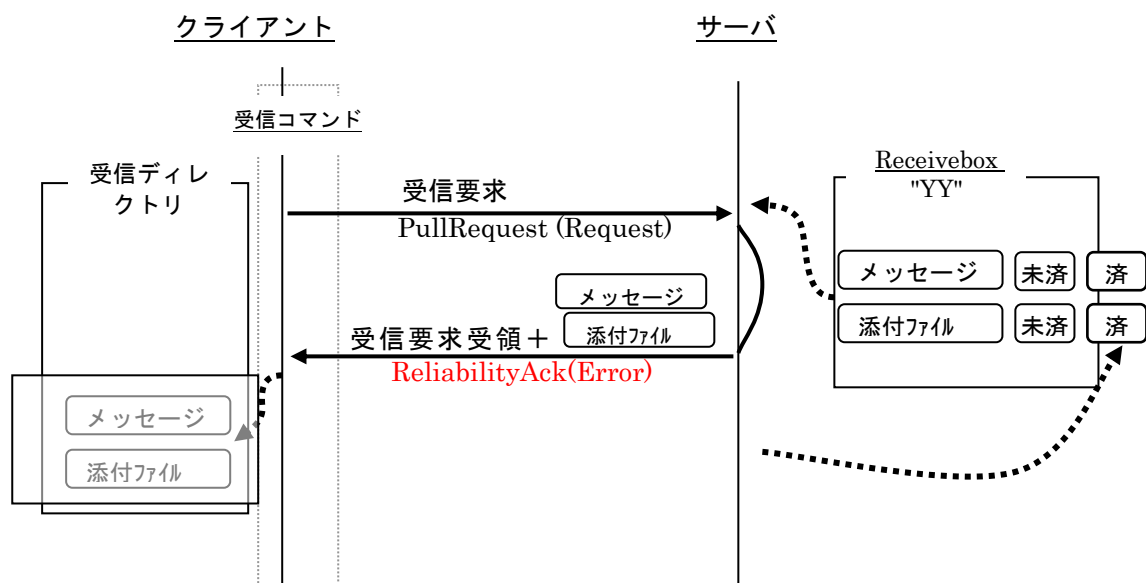 クライアント
サーバ
受信コマンド
受信ディレ
クトリ
Receivebox
"YY"
受信要求
PullRequest (Request)
メッセージ 未済 済
添付ファイル 未済 済
メッセージ
添付ファイル
受信要求受領＋
ReliabilityAck(Error)
メッセージ
添付ファイル